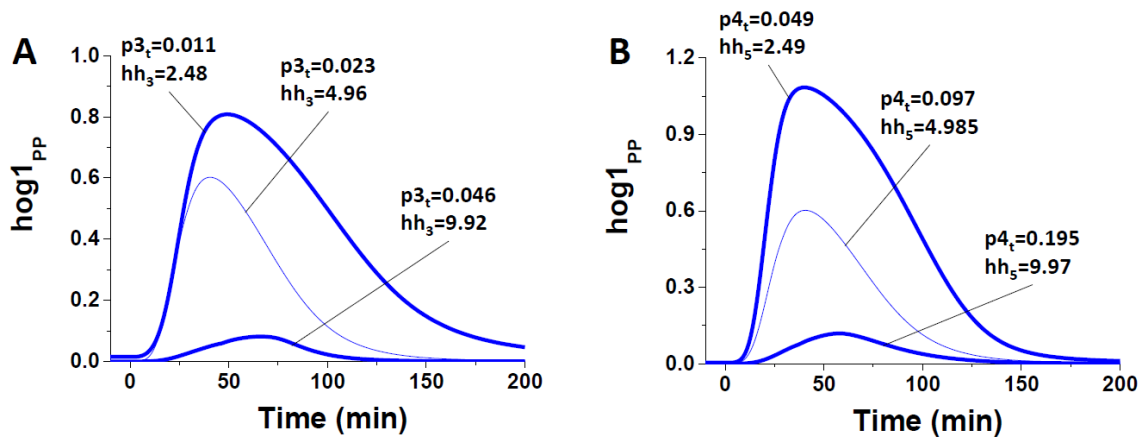 A
p3t=0.011
hh3=2.48
p3t=0.023
hh3=4.96
p3t=0.046
hh3=9.92
1.0
0.8
0.6
0.4
0.2
0.0
hog1PP
0
50
100
150
200
Time (min)
B
p4t=0.049
hh5=2.49
p4t=0.097
hh5=4.985
p4t=0.195
hh5=9.97
1.2
0.9
0.6
0.3
0.0
hog1PP
0
50
100
150
200
Time (min)